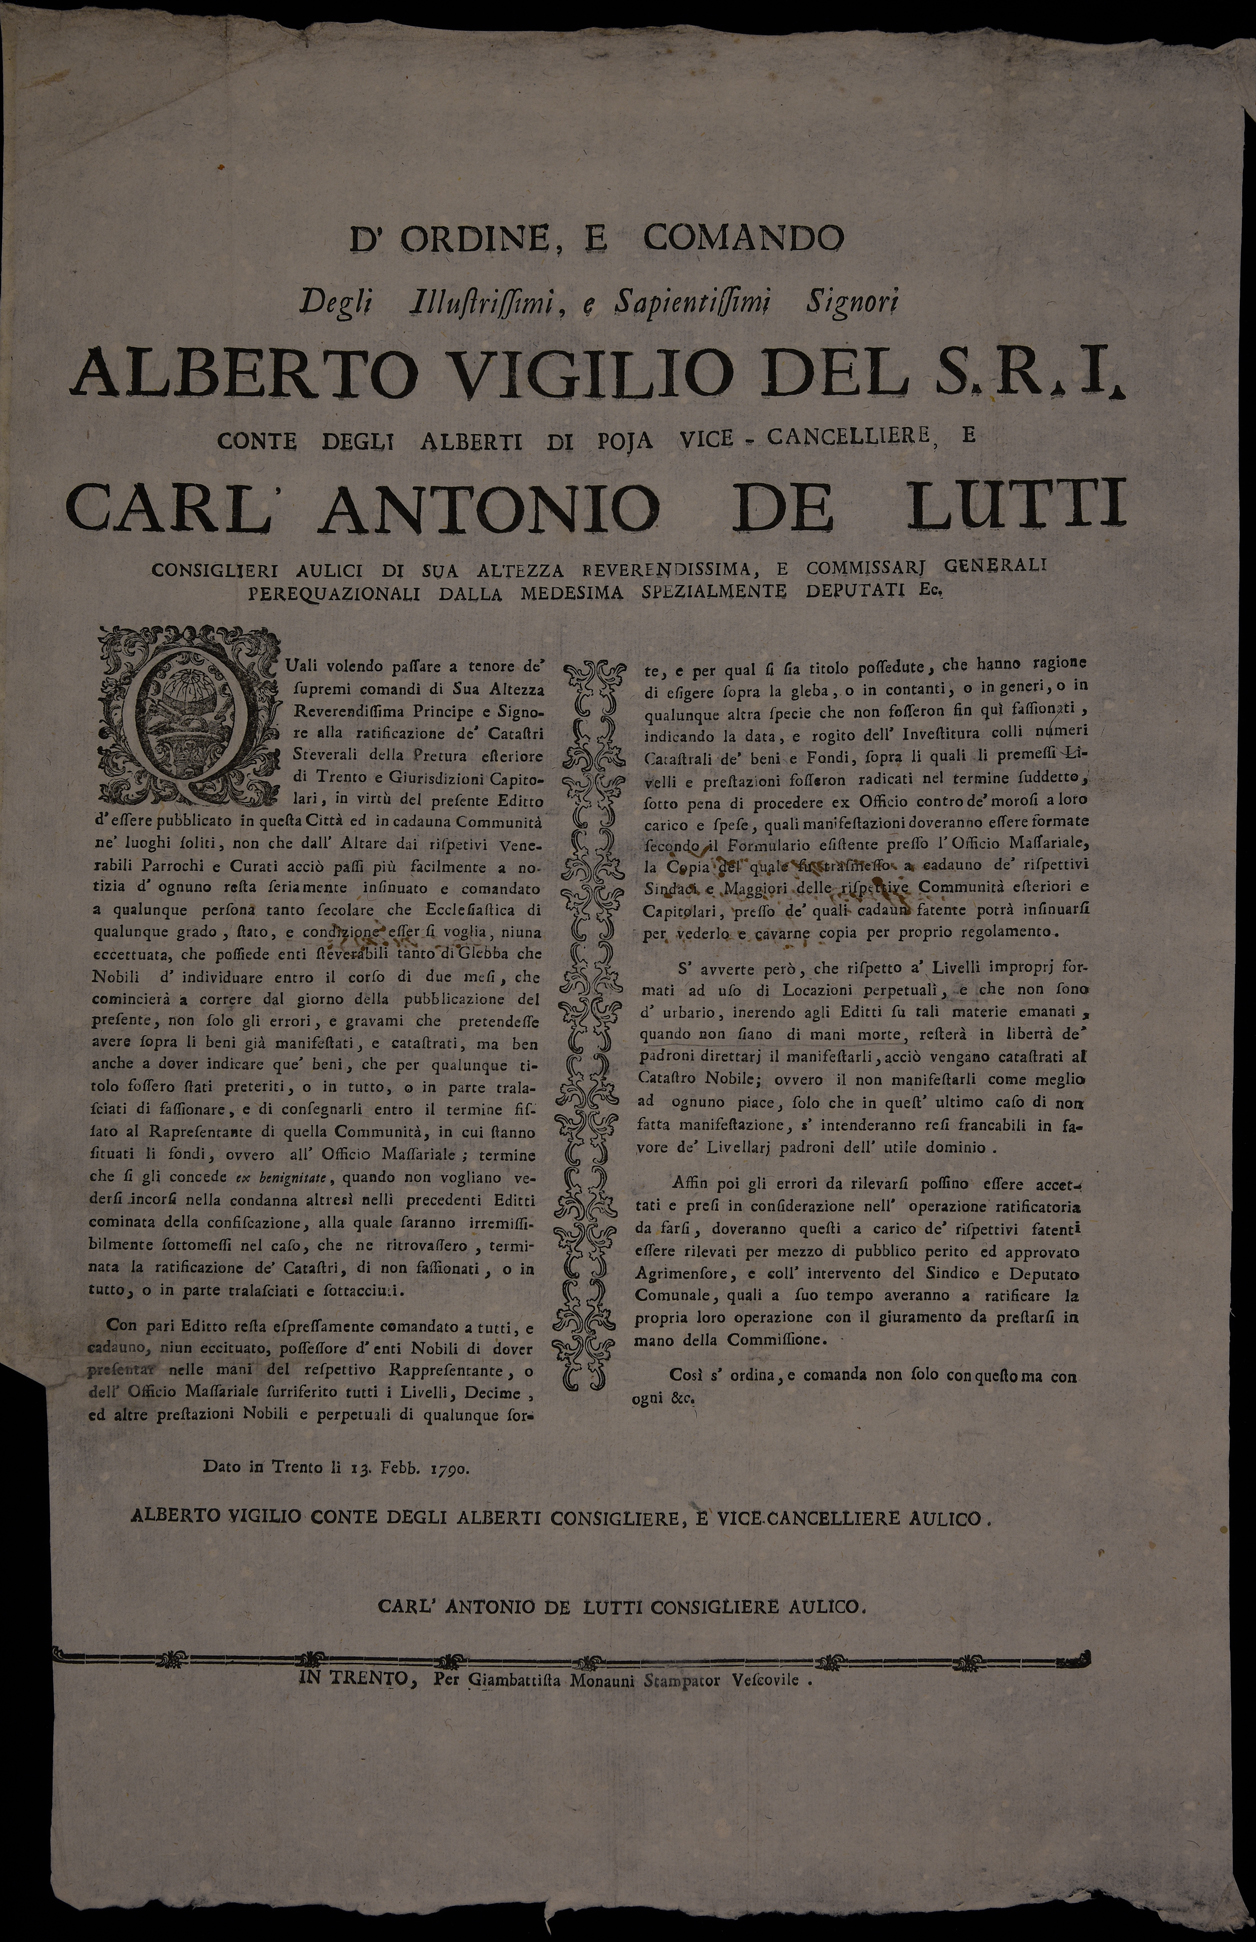 D' ORDINE, E COMANDO
Degli Illuſtriſſimi, e Sapientiſſimi Signori
ALBERTO VIGILIO DEL S. R. I.
CONTE DEGLI ALBERTI DI POJA VICE - CANCELLIERE, E
CARL' ANTONIO DE LUTTI
CONSIGLIERI AULICI DI SUA ALTEZZA REVERENDISSIMA, E COMMISSARJ GENERALI
PEREQUAZIONALI DALLA MEDESIMA SPEZIALMENTE DEPUTATI Ec.
QUali volendo paſſare a tenore de'
ſupremi comandi di Sua Altezza
Reverendiſſima Principe e Signo-
re alla ratificazione de' Cataſtri
Steverali della Pretura eſteriore
di Trento e Giurisdizioni Capito-
lari, in virtù del preſente Editto
d'eſſere pubblicato in queſta Città ed in cadauna Communità
ne' luoghi ſoliti, non che dall' Altare dai riſpetivi Vene-
rabili Parrochi e Curati acciò paſſi più facilmente a no-
tizia d' ognuno reſta ſeriamente inſinuato e comandato
a qualunque perſona tanto ſecolare che Eccleſiaſtica di
qualunque grado, ſtato, e condizione eſſer ſi voglia, niuna
eccettuata, che poſſiede enti ſteverabili tanto di Glebba che
Nobili d' individuare entro il corſo di due meſi, che
comincierà a correre dal giorno della pubblicazione del
preſente, non ſolo gli errori, e gravami che pretendeſſe
avere ſopra li beni già manifeſtati, e cataſtrati, ma ben
anche a dover indicare que' beni, che per qualunque ti-
tolo foſſero ſtati preteriti, o in tutto, o in parte trala-
ſciati di faſſionare, e di conſegnarli entro il termine fiſ-
ſato al Rapreſentante di quella Communità, in cui ſtanno
ſituati li fondi, ovvero all' Officio Maſſariale; termine
che ſi gli concede ex benignitate, quando non vogliano ve-
derſi incorſi nella condanna altresì nelli precedenti Editti
cominata della confiſcazione, alla quale ſaranno irremiſſi-
bilmente ſottomeſſi nel caſo, che ne ritrovaſſero, termi-
nata la ratificazione de' Cataſtri, di non faſſionati, o in
tutto, o in parte tralaſciati e ſottacciuti.
Con pari Editto reſta eſpreſſamente comandato a tutti, e
cadauno, niun eccituato, poſſeſſore d' enti Nobili di dover
preſentar nelle mani del reſpettivo Rappreſentante, o
dell' Officio Maſſariale ſurriferito tutti i Livelli, Decime,
ed altre preſtazioni Nobili e perpetuali di qualunque ſor-
te, e per qual ſi ſia titolo poſſedute, che hanno ragione
di eſigere ſopra la gleba, o in contanti, o in generi, o in
qualunque altra ſpecie che non foſſeron fin quì faſſionati,
indicando la data, e rogito dell' Inveſtitura colli numeri
Cataſtrali de' beni e Fondi, ſopra li quali li premeſſi Li-
velli e preſtazioni foſſeron radicati nel termine ſuddetto,
ſotto pena di procedere ex Officio contro de' moroſi a loro
carico e ſpeſe, quali manifeſtazioni doveranno eſſere formate
ſecondo il Formulario eſiſtente preſſo l' Officio Maſſariale,
la Copia del quale fu traſmeſſo a cadauno de' riſpettivi
Sindaci e Maggiori delle riſpettive Communità eſteriori e
Capitolari, preſſo de' quali cadaun fatente potrà inſinuarſi
per vederlo e cavarne copia per proprio regolamento.
S' avverte però, che riſpetto a' Livelli improprj for-
mati ad uſo di Locazioni perpetuali, e che non ſono
d' urbario, inerendo agli Editti ſu tali materie emanati,
quando non ſiano di mani morte, reſterà in libertà de'
padroni direttarj il manifeſtarli, acciò vengano cataſtrati al
Cataſtro Nobile; ovvero il non manifeſtarli come meglio
ad ognuno piace, ſolo che in queſt' ultimo caſo di non
fatta manifeſtazione, s' intenderanno reſi francabili in fa-
vore de' Livellarj padroni dell' utile dominio.
Affin poi gli errori da rilevarſi poſſino eſſere accet-
tati e preſi in conſiderazione nell' operazione ratificatoria
da farſi, doveranno queſti a carico de' riſpettivi fatenti
eſſere rilevati per mezzo di pubblico perito ed approvato
Agrimenſore, e coll' intervento del Sindico e Deputato
Comunale, quali a ſuo tempo averanno a ratificare la
propria loro operazione con il giuramento da preſtarſi in
mano della Commiſſione.
Così s' ordina, e comanda non ſolo con queſto ma con
ogni &c.
Dato in Trento li 13. Febb. 1790.
ALBERTO VIGILIO CONTE DEGLI ALBERTI CONSIGLIERE, E VICE-CANCELLIERE AULICO.
CARL' ANTONIO DE LUTTI CONSIGLIERE AULICO.
IN TRENTO, Per Giambattiſta Monauni Stampator Veſcovile.